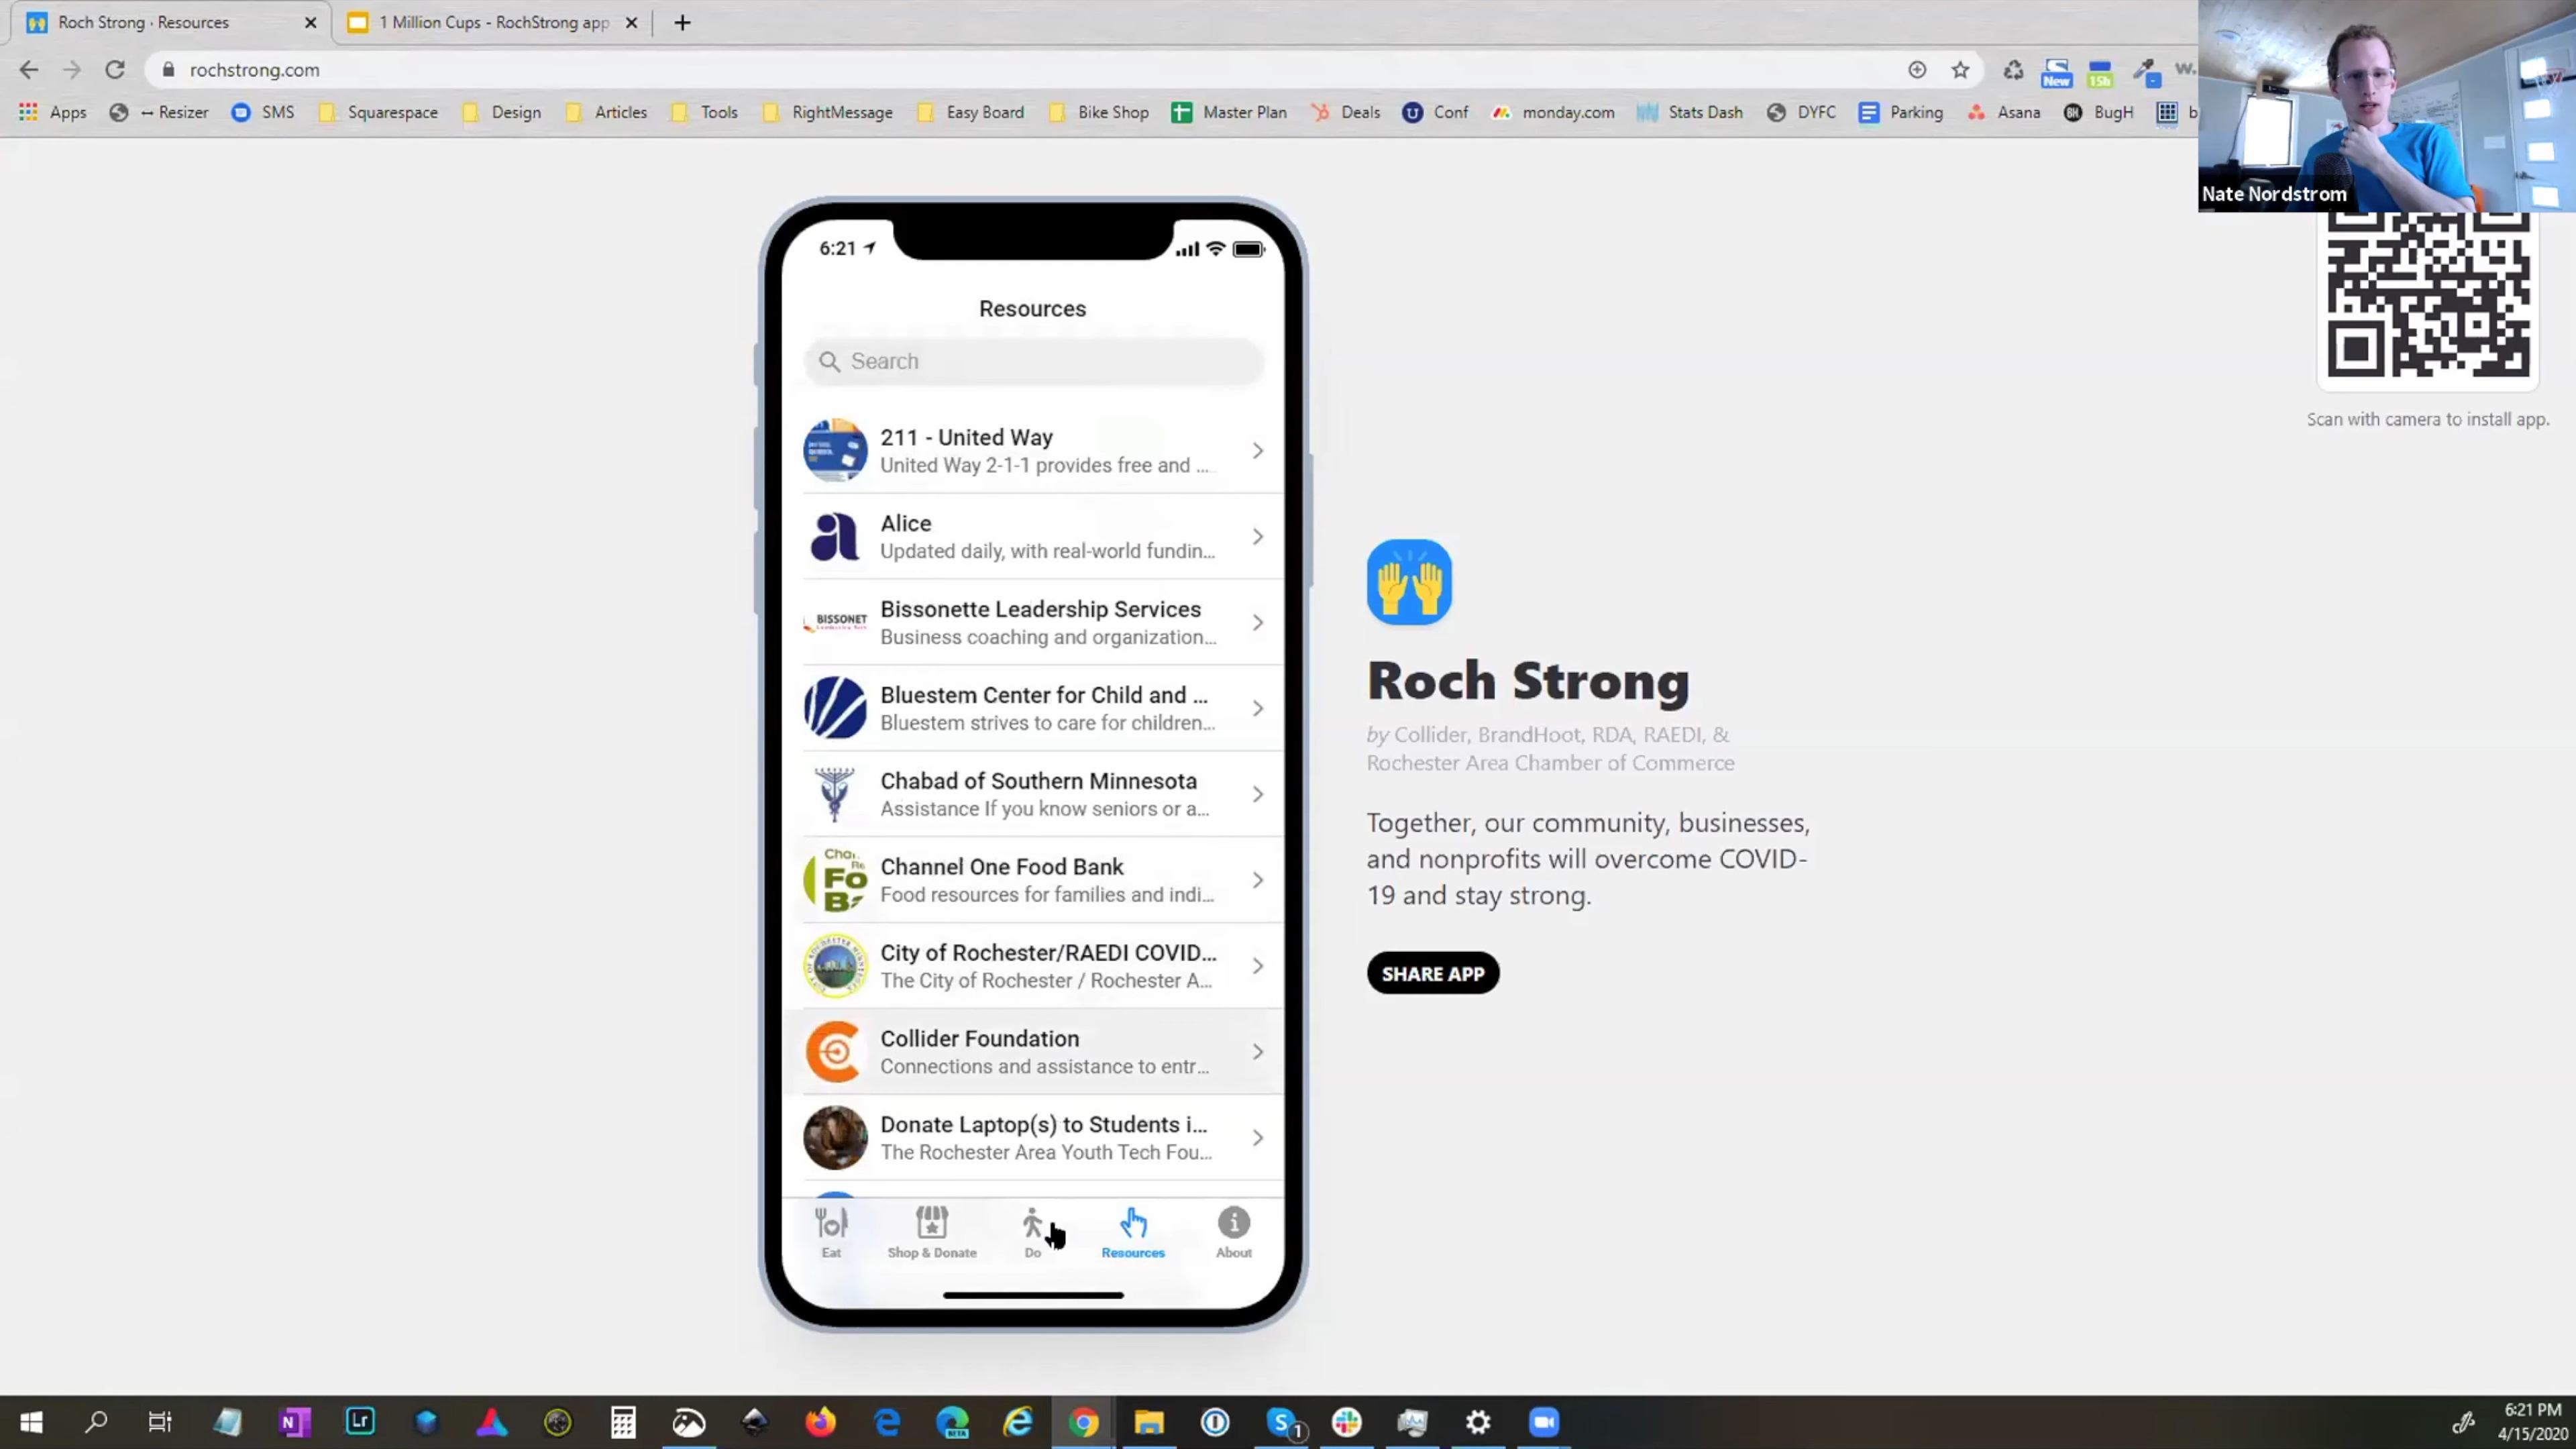 Roch Strong · Resources
1 Million Cups - RochStrong app
rochstrong.com
New
15h
Apps
↔ Resizer
SMS
Squarespace
Design
Articles
Tools
RightMessage
Easy Board
Bike Shop
Master Plan
Deals
Conf
monday.com
Stats Dash
DYFC
Parking
Asana
BugH
b
Nate Nordstrom
Scan with camera to install app.
6:21
Resources
Search
211 - United Way
United Way 2-1-1 provides free and ...
Alice
Updated daily, with real-world fundin...
BISSONET
Bissonette Leadership Services
Business coaching and organization...
Bluestem Center for Child and ...
Bluestem strives to care for children...
Chabad of Southern Minnesota
Assistance If you know seniors or a...
Channel One Food Bank
Food resources for families and indi...
City of Rochester/RAEDI COVID...
The City of Rochester / Rochester A...
Collider Foundation
Connections and assistance to entr...
Donate Laptop(s) to Students i...
The Rochester Area Youth Tech Fou...
Eat
Shop & Donate
Do
Resources
About
Roch Strong
by Collider, BrandHoot, RDA, RAEDI, &
Rochester Area Chamber of Commerce
Together, our community, businesses,
and nonprofits will overcome COVID-
19 and stay strong.
SHARE APP
6:21 PM
4/15/2020